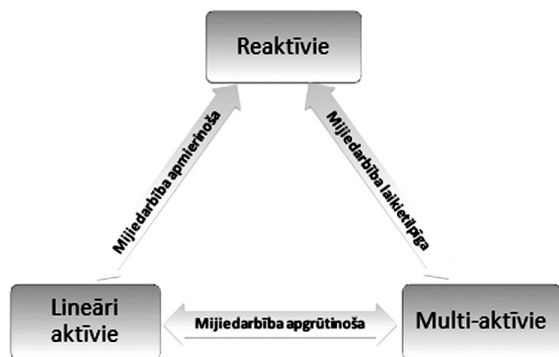 Reaktīvie
Mijiedarbība apmierinoša
Mijiedarbība laikietilpīga
Lineāri
aktīvie
Mijiedarbība apgrūtinoša
Multi-aktīvie